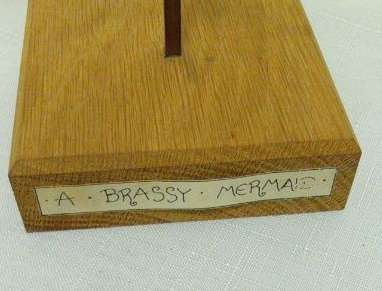 · A · BRASSY · MERMAID ·